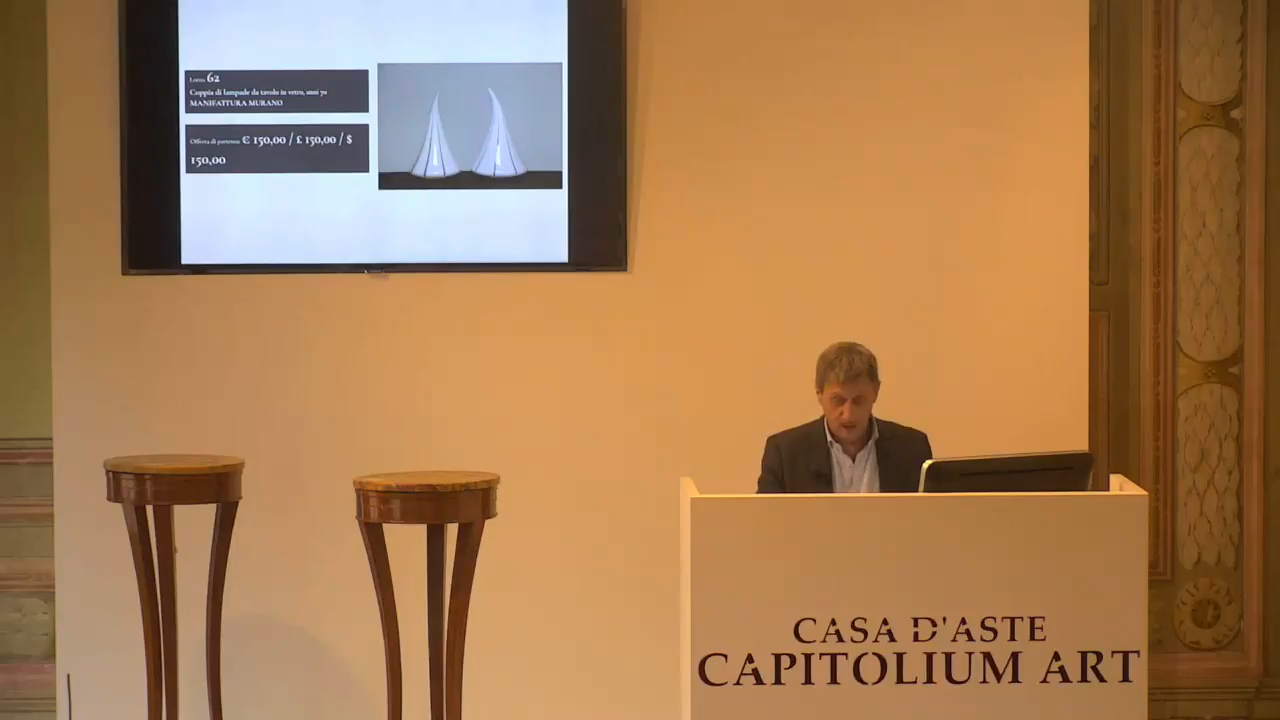 Lotto 62
Coppia di lampade da tavolo in vetro, anni 70
MANIFATTURA MURANO
Offerta di partenza: € 150,00 / £ 150,00 / $
150,00
CASA D'ASTE
CAPITOLIUM ART